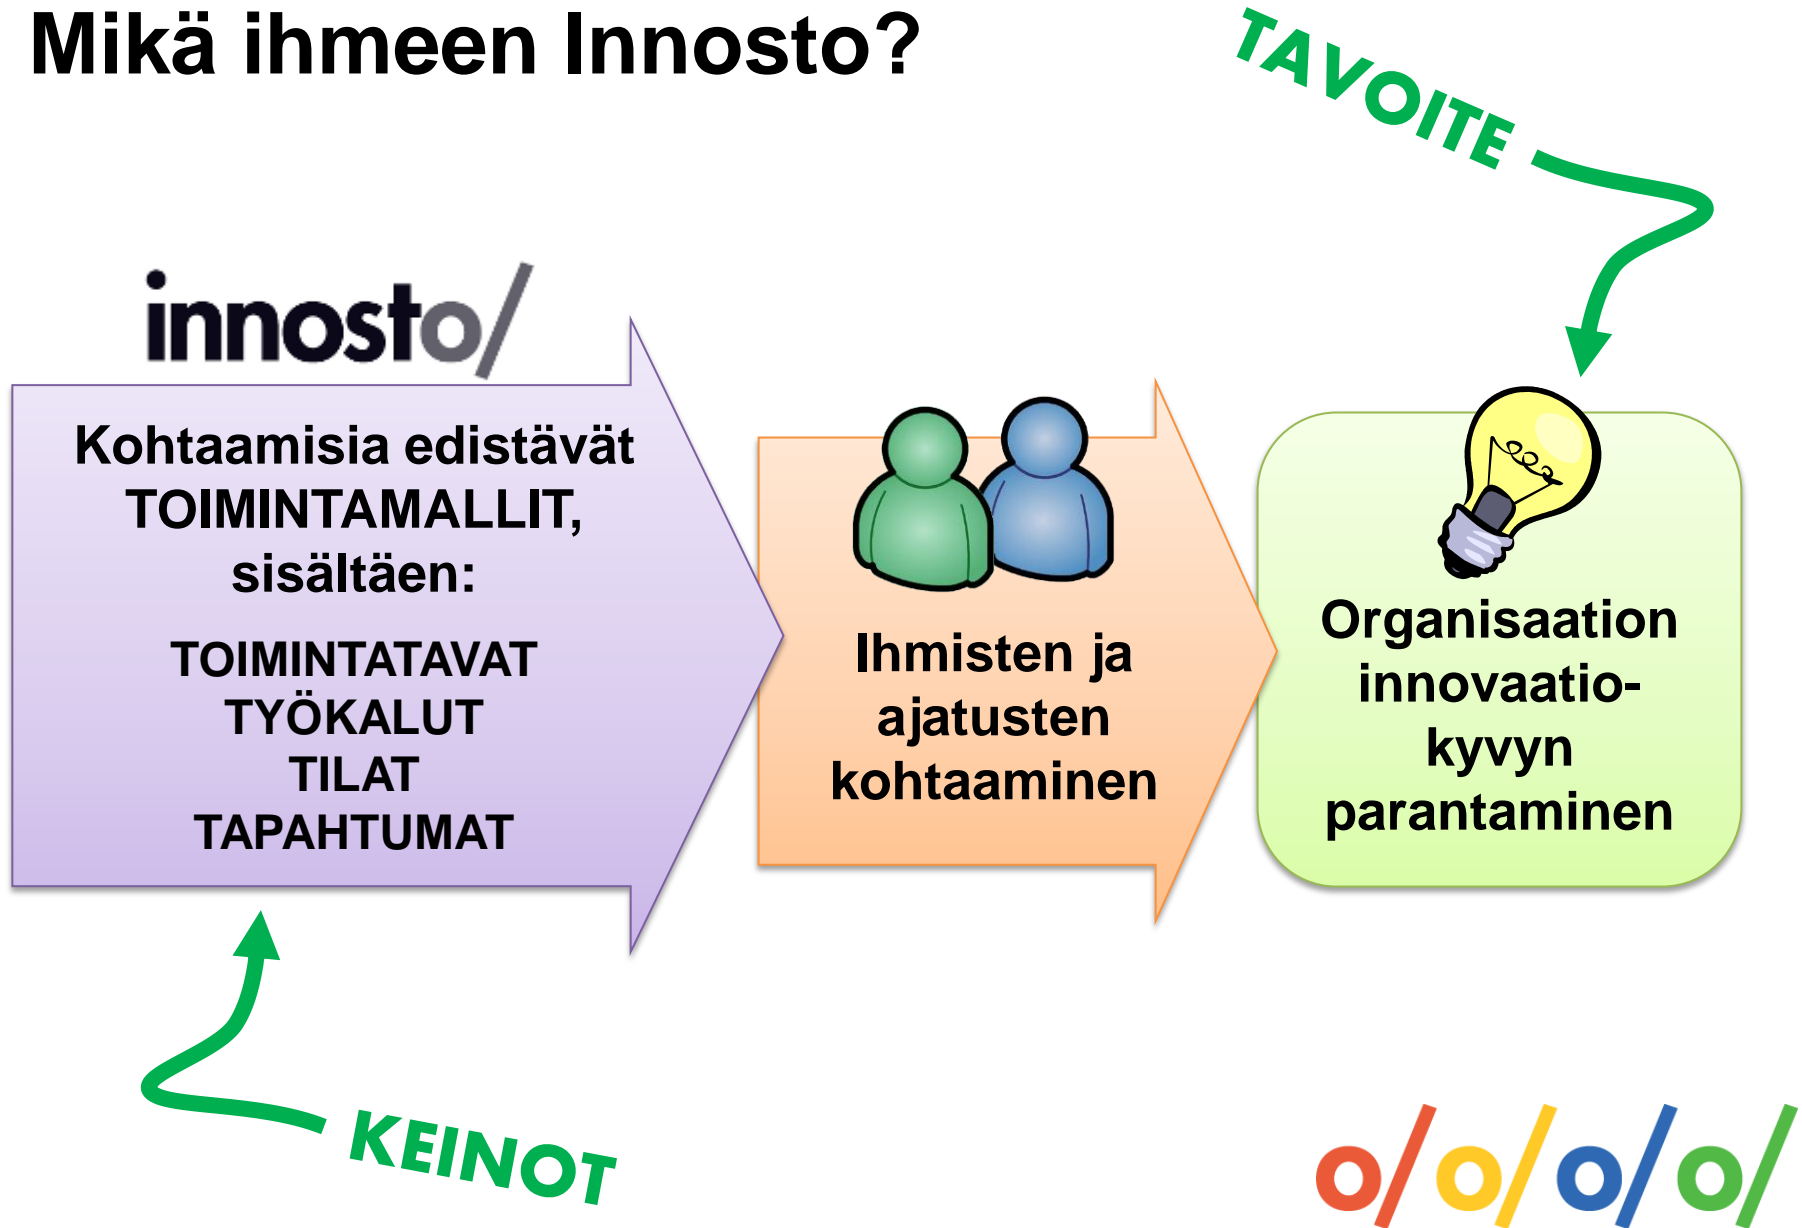 Mikä ihmeen Innosto?
TAVOITE
innosto/
Kohtaamisia edistävät
TOIMINTAMALLIT,
sisältäen:
TOIMINTATAVAT
TYÖKALUT
TILAT
TAPAHTUMAT
Ihmisten ja
ajatusten
kohtaaminen
Organisaation
innovaatio-
kyvyn
parantaminen
KEINOT
o/o/o/o/